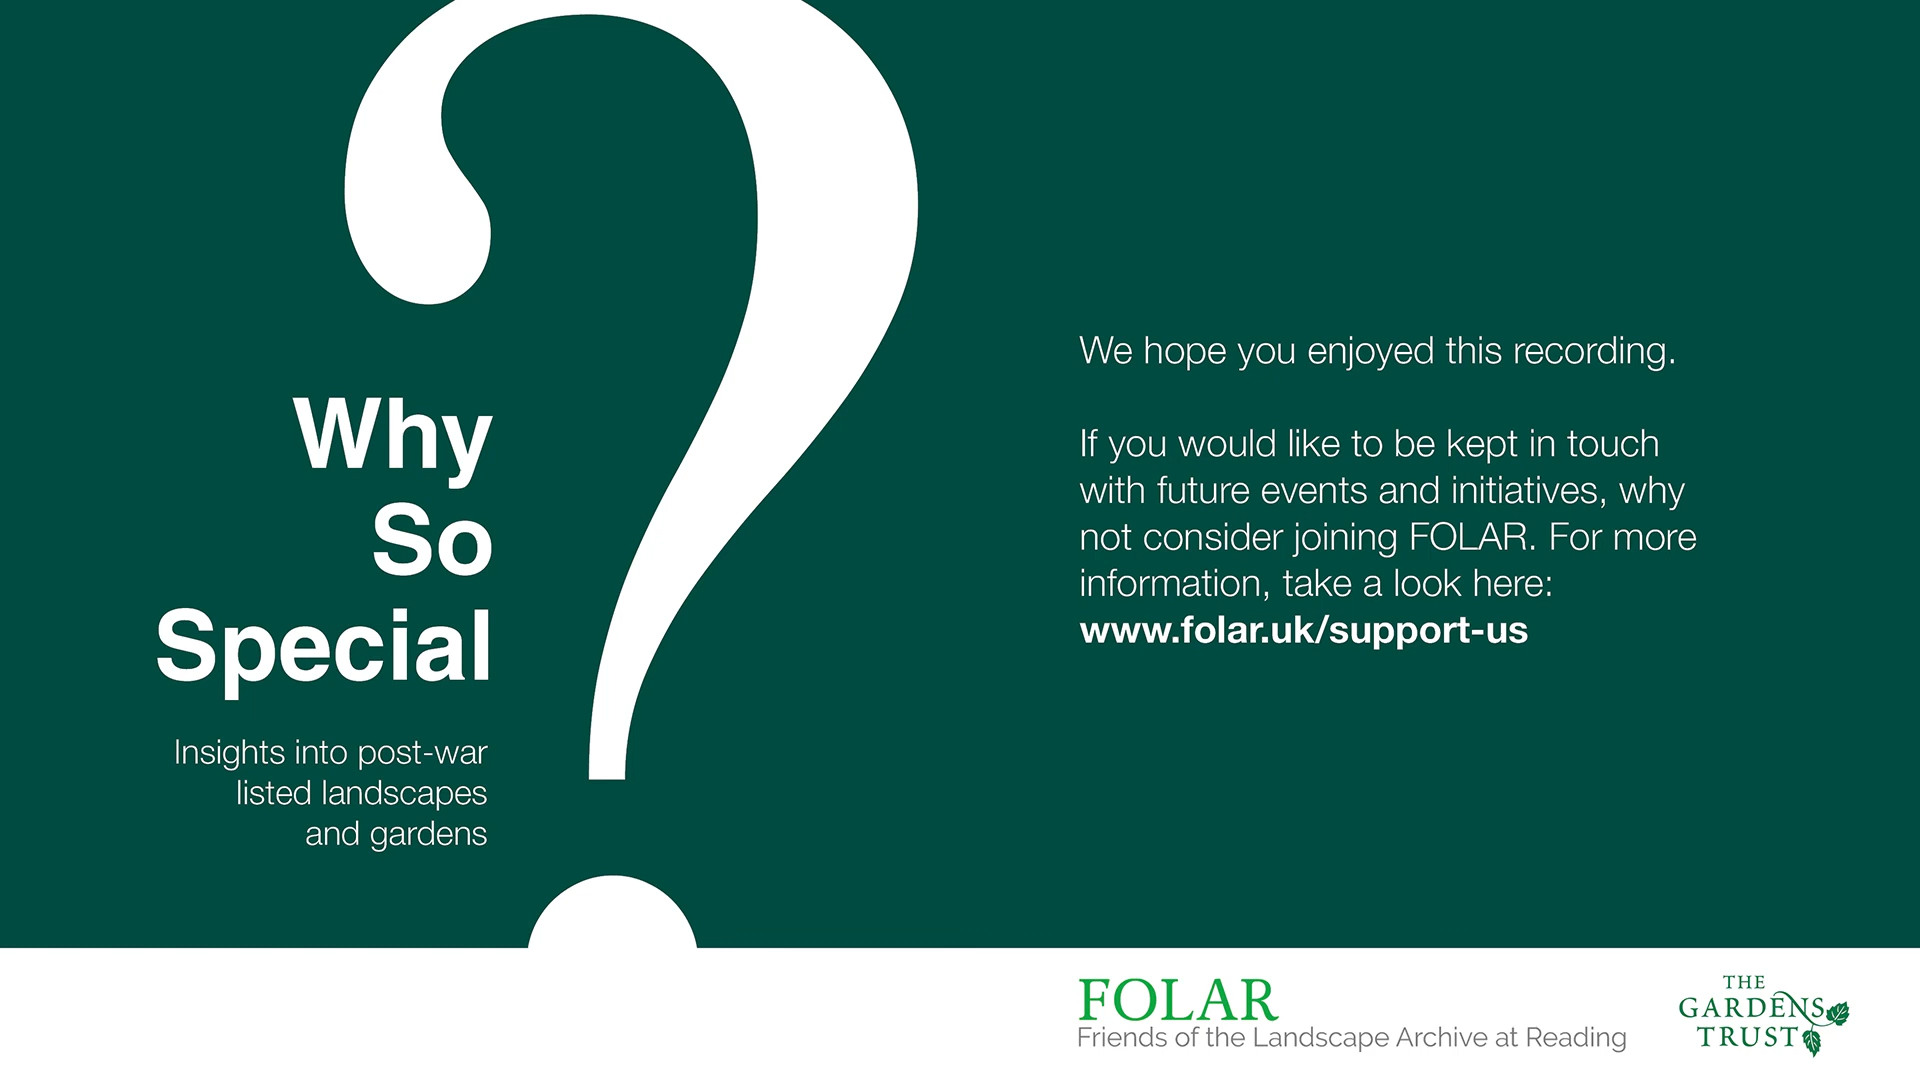 Why
So
Special
?
Insights into post-war
listed landscapes
and gardens
We hope you enjoyed this recording.
If you would like to be kept in touch
with future events and initiatives, why
not consider joining FOLAR. For more
information, take a look here:
www.folar.uk/support-us
FOLAR
Friends of the Landscape Archive at Reading
THE
GARDENS
TRUST